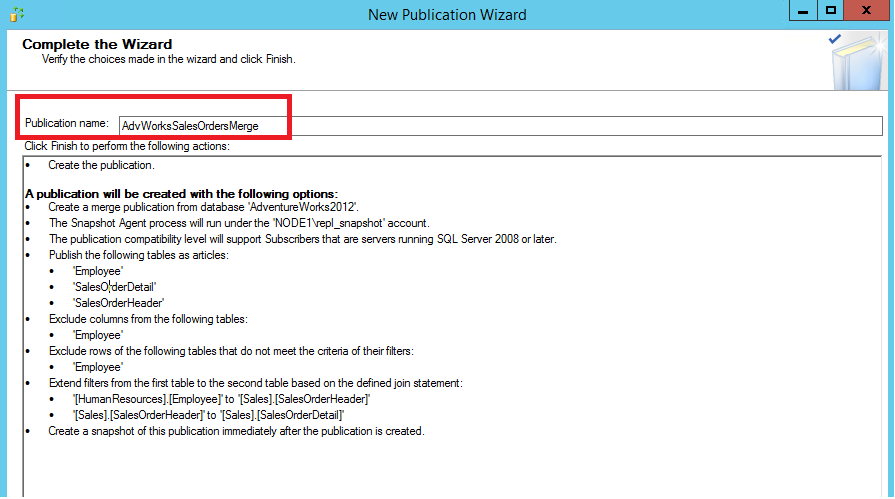 New Publication Wizard
Complete the Wizard
Verify the choices made in the wizard and click Finish.
Publication name: AdvWorksSalesOrdersMerge
Click Finish to perform the following actions:
• Create the publication.
A publication will be created with the following options:
• Create a merge publication from database 'AdventureWorks2012'.
• The Snapshot Agent process will run under the 'NODE1\repl_snapshot' account.
• The publication compatibility level will support Subscribers that are servers running SQL Server 2008 or later.
• Publish the following tables as articles:
• 'Employee'
• 'SalesOrderDetail'
• 'SalesOrderHeader'
• Exclude columns from the following tables:
• 'Employee'
• Exclude rows of the following tables that do not meet the criteria of their filters:
• 'Employee'
• Extend filters from the first table to the second table based on the defined join statement:
• '[HumanResources].[Employee]' to '[Sales].[SalesOrderHeader]'
• '[Sales].[SalesOrderHeader]' to '[Sales].[SalesOrderDetail]'
• Create a snapshot of this publication immediately after the publication is created.